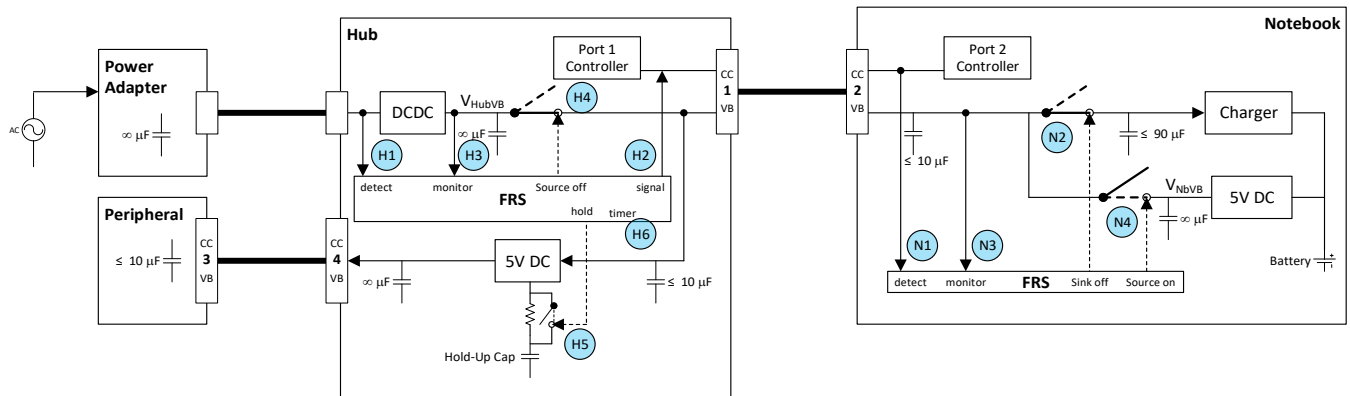 Hub
Notebook
Power
Adapter
∞ µF
AC
Port 1
Controller
CC
1
VB
CC
2
VB
Port 2
Controller
DCDC
V_HubVB
∞ µF
H4
H1
H3
H2
detect
monitor
Source off
signal
FRS
hold
timer
H6
≤ 10 µF
N2
≤ 90 µF
Charger
V_NbVB
∞ µF
5V DC
N4
N1
N3
Battery
detect
monitor
FRS
Sink off
Source on
Peripheral
≤ 10 µF
CC
3
VB
CC
4
VB
∞ µF
5V DC
≤ 10 µF
H5
Hold-Up Cap